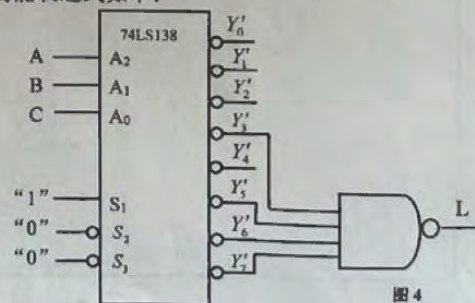 74LS138
A A₂ Y₀′
B A₁ Y₁′
C A₀ Y₂′
Y₃′
Y₄′
"1" S₁ Y₅′
"0" S₂ Y₆′
"0" S₃ Y₇′
L
图 4